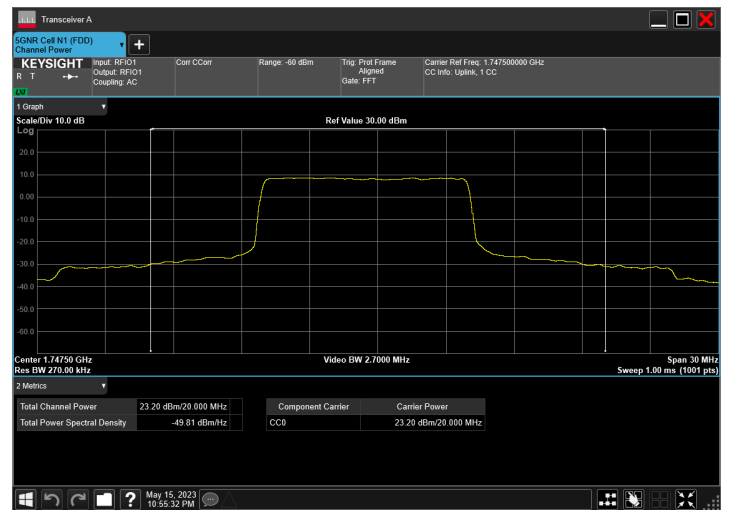 Transceiver A
5GNR Cell N1 (FDD)
Channel Power
+
KEYSIGHT
R T
LXI
Input: RFIO1
Output: RFIO1
Coupling: AC
Corr CCorr
Range: -60 dBm
Trig: Prot Frame
Aligned
Gate: FFT
Carrier Ref Freq: 1.747500000 GHz
CC Info: Uplink, 1 CC
1 Graph
Scale/Div 10.0 dB
Ref Value 30.00 dBm
Log
20.0
10.0
0.00
-10.0
-20.0
-30.0
-40.0
-50.0
-60.0
Center 1.74750 GHz
Video BW 2.7000 MHz
Span 30 MHz
Res BW 270.00 kHz
Sweep 1.00 ms (1001 pts)
2 Metrics
Total Channel Power 23.20 dBm/20.000 MHz
Total Power Spectral Density -49.81 dBm/Hz
Component Carrier Carrier Power
CC0 23.20 dBm/20.000 MHz
?
May 15, 2023
10:55:32 PM